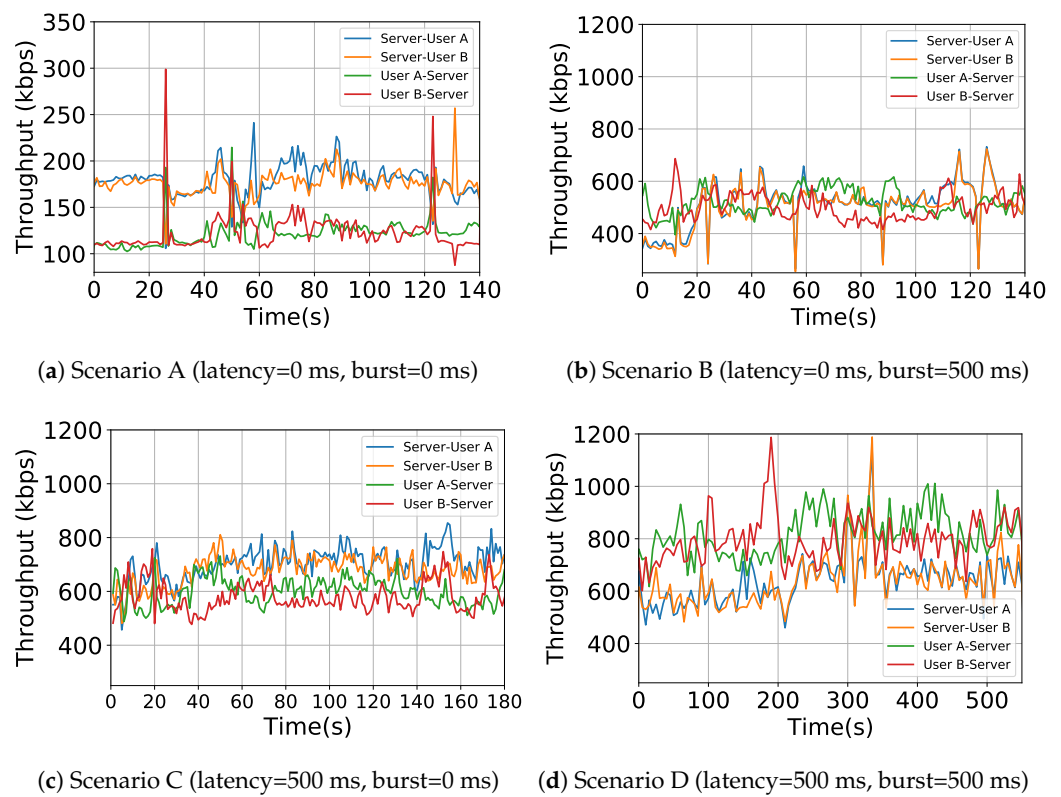 350
300
250
200
150
100
Throughput (kbps)
Server-User A
Server-User B
User A-Server
User B-Server
0 20 40 60 80 100 120 140
Time(s)
(a) Scenario A (latency=0 ms, burst=0 ms)
1200
1000
800
600
400
Throughput (kbps)
Server-User A
Server-User B
User A-Server
User B-Server
0 20 40 60 80 100 120 140
Time(s)
(b) Scenario B (latency=0 ms, burst=500 ms)
1200
1000
800
600
400
Throughput (kbps)
Server-User A
Server-User B
User A-Server
User B-Server
0 20 40 60 80 100 120 140 160 180
Time(s)
(c) Scenario C (latency=500 ms, burst=0 ms)
1200
1000
800
600
400
Throughput (kbps)
Server-User A
Server-User B
User A-Server
User B-Server
0 100 200 300 400 500
Time(s)
(d) Scenario D (latency=500 ms, burst=500 ms)